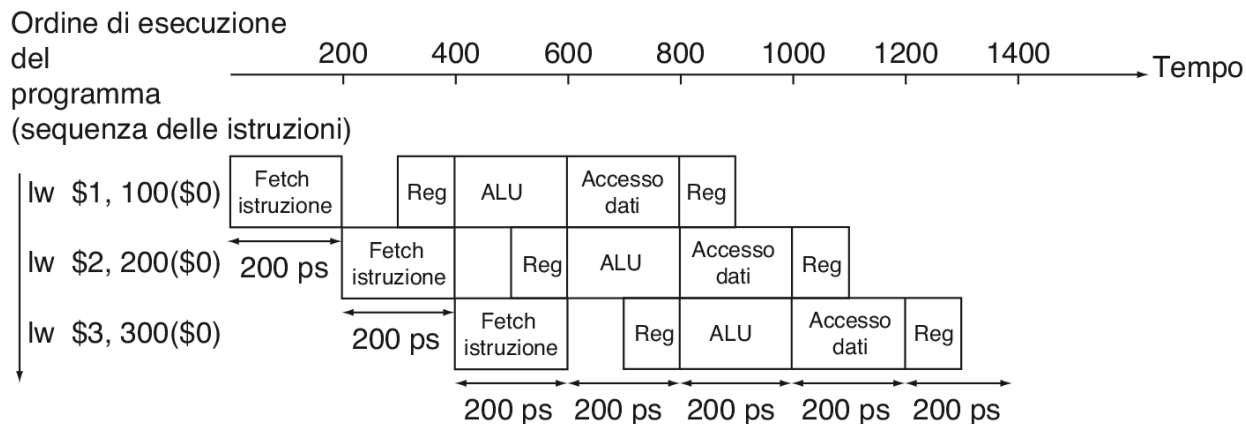 Ordine di esecuzione
del
programma
(sequenza delle istruzioni)
200 400 600 800 1000 1200 1400
Tempo
lw $1, 100($0)
Fetch
istruzione
Reg
ALU
Accesso
dati
Reg
200 ps
lw $2, 200($0)
Fetch
istruzione
Reg
ALU
Accesso
dati
Reg
200 ps
lw $3, 300($0)
Fetch
istruzione
Reg
ALU
Accesso
dati
Reg
200 ps 200 ps 200 ps 200 ps 200 ps